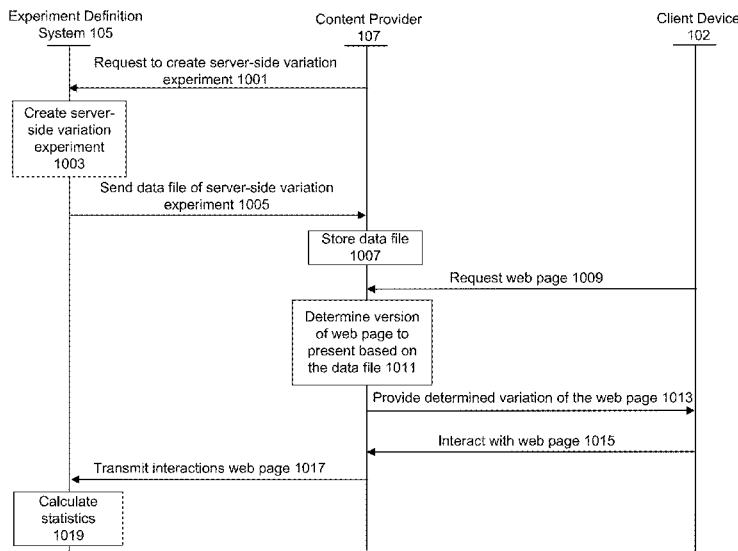 Experiment Definition
System 105
Content Provider
107
Client Device
102
Request to create server-side variation
experiment 1001
Create server-
side variation
experiment
1003
Send data file of server-side variation
experiment 1005
Store data file
1007
Request web page 1009
Determine version
of web page to
present based on
the data file 1011
Provide determined variation of the web page 1013
Interact with web page 1015
Transmit interactions web page 1017
Calculate
statistics
1019